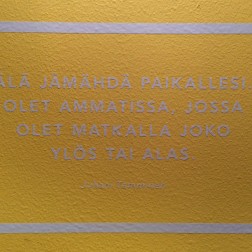 ÄLÄ JÄMÄHDÄ PAIKALLESI.
OLET AMMATISSA, JOSSA
OLET MATKALLA JOKO
YLÖS TAI ALAS.